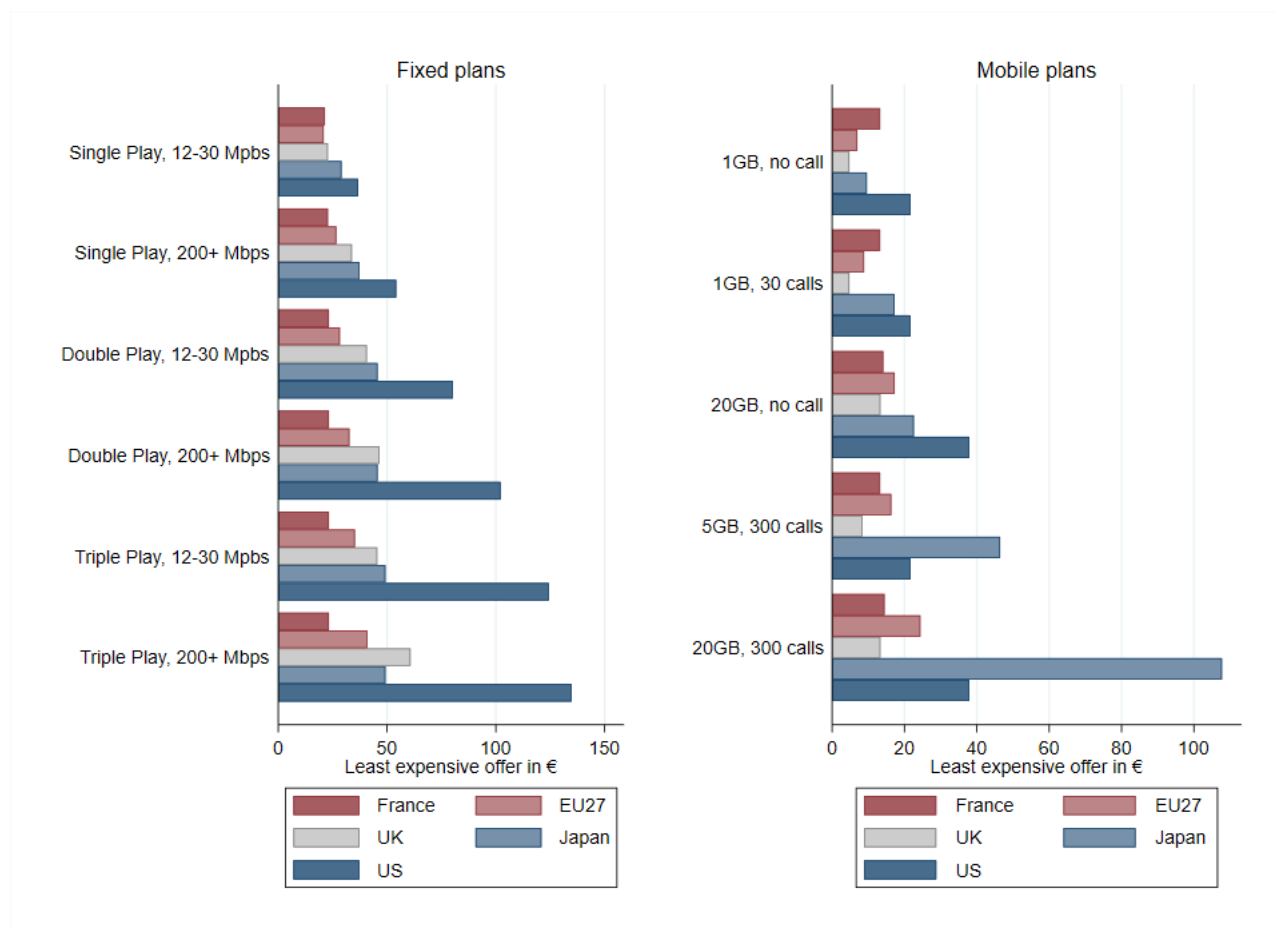 Fixed plans
Single Play, 12-30 Mpbs
Single Play, 200+ Mbps
Double Play, 12-30 Mpbs
Double Play, 200+ Mbps
Triple Play, 12-30 Mpbs
Triple Play, 200+ Mbps
0 50 100 150
Least expensive offer in €
France EU27
UK Japan
US
Mobile plans
1GB, no call
1GB, 30 calls
20GB, no call
5GB, 300 calls
20GB, 300 calls
0 20 40 60 80 100
Least expensive offer in €
France EU27
UK Japan
US